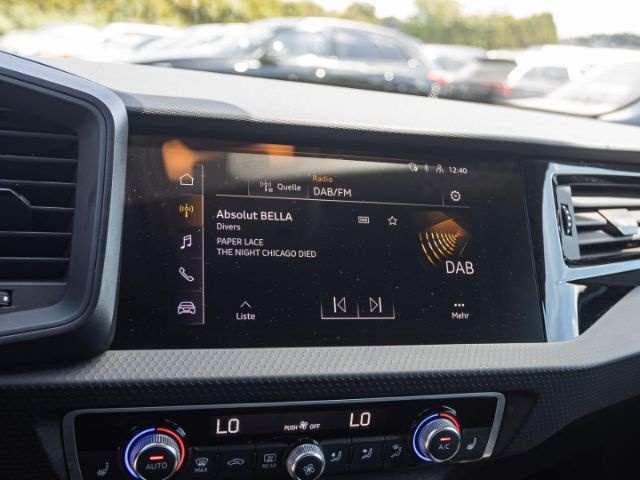 12:40
Quelle
Radio
DAB/FM
Absolut BELLA
Divers
PAPER LACE
THE NIGHT CHICAGO DIED
DAB
Liste
Mehr
LO
PUSH OFF
LO
AUTO
MAX
REAR
A/C